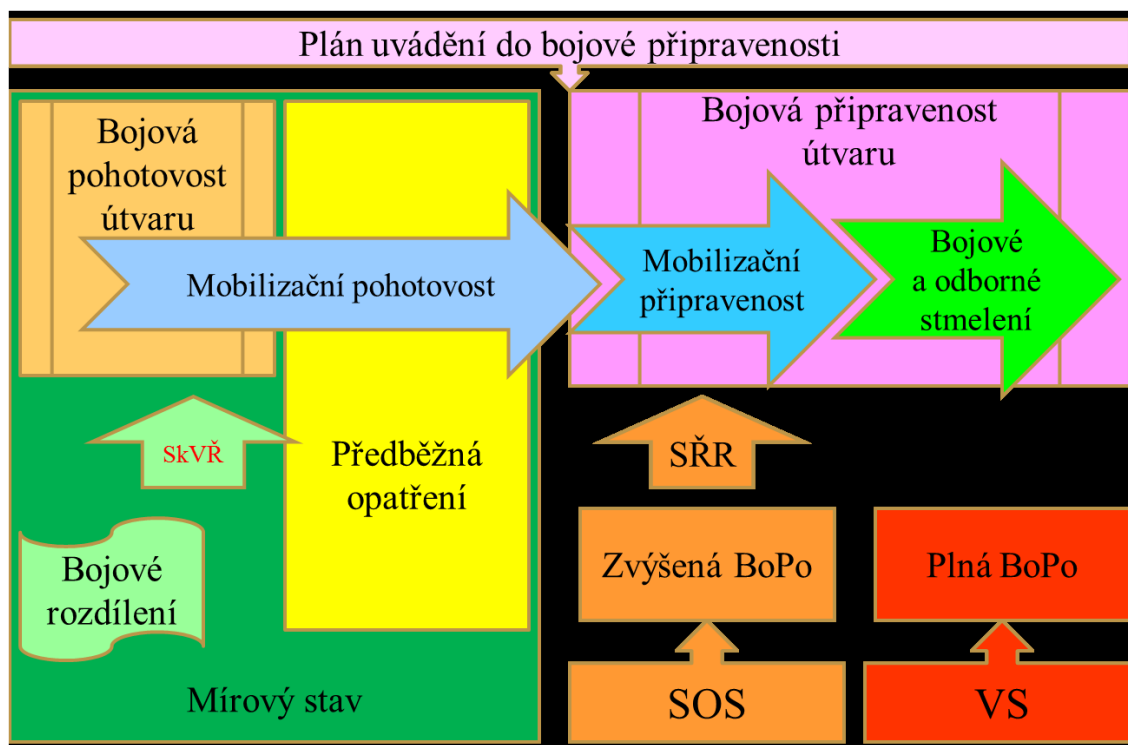 Plán uvádění do bojové připravenosti
Bojová
pohotovost
útvaru
Bojová připravenost
útvaru
Mobilizační pohotovost
Mobilizační
připravenost
Bojové
a odborné
stmelení
SkVŘ
Předběžná
opatření
SŘR
Bojové
rozdílení
Zvýšená BoPo
Plná BoPo
Mírový stav
SOS
VS